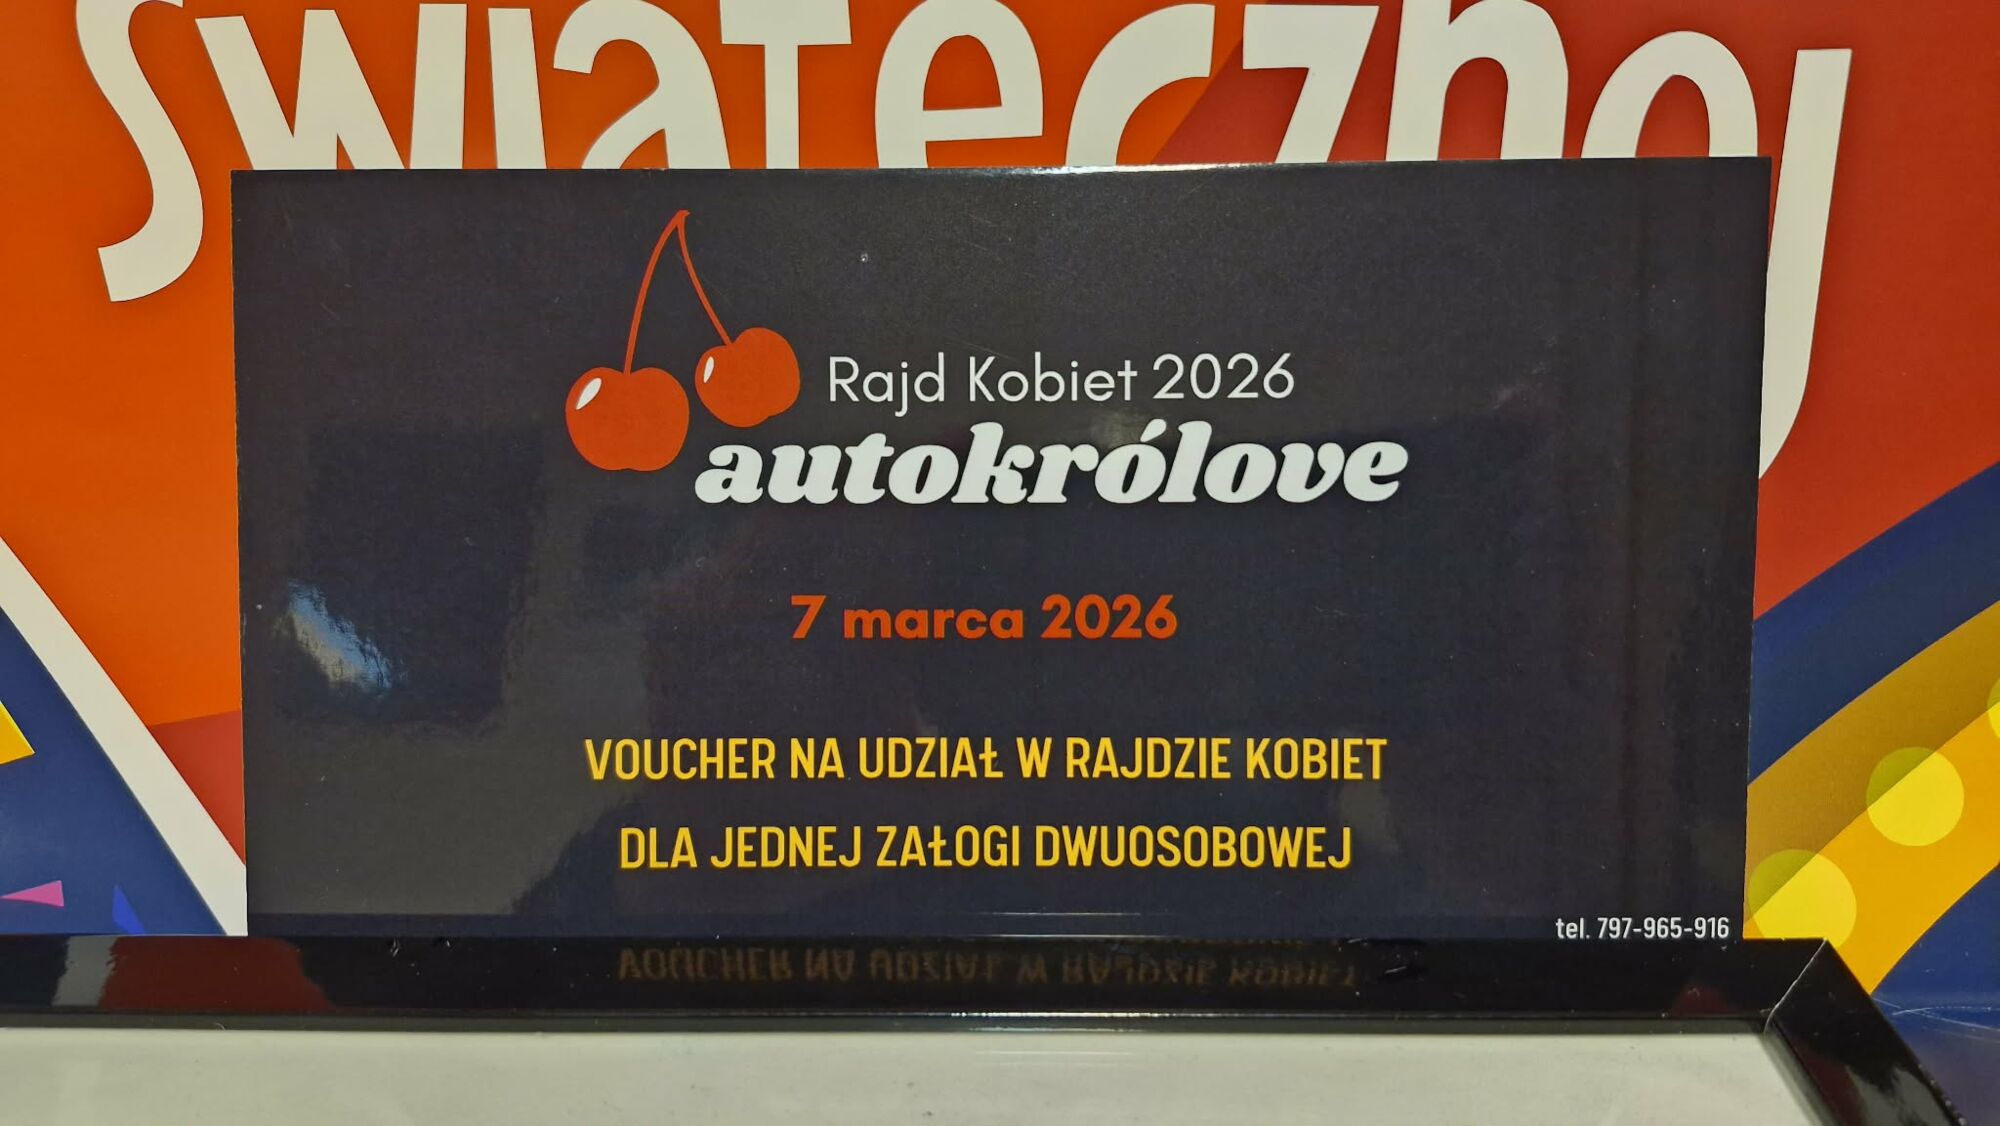 Świątecznej
Rajd Kobiet 2026
autokrólove
7 marca 2026
VOUCHER NA UDZIAŁ W RAJDZIE KOBIET
DLA JEDNEJ ZAŁOGI DWUOSOBOWEJ
tel. 797-965-916